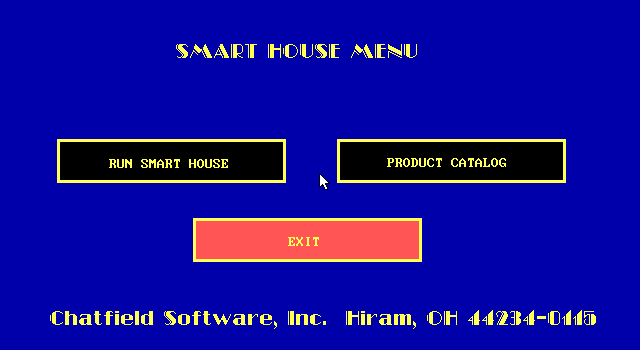 SMART HOUSE MENU
RUN SMART HOUSE
PRODUCT CATALOG
EXIT
Chatfield Software, Inc. Hiram, OH 44234-0115